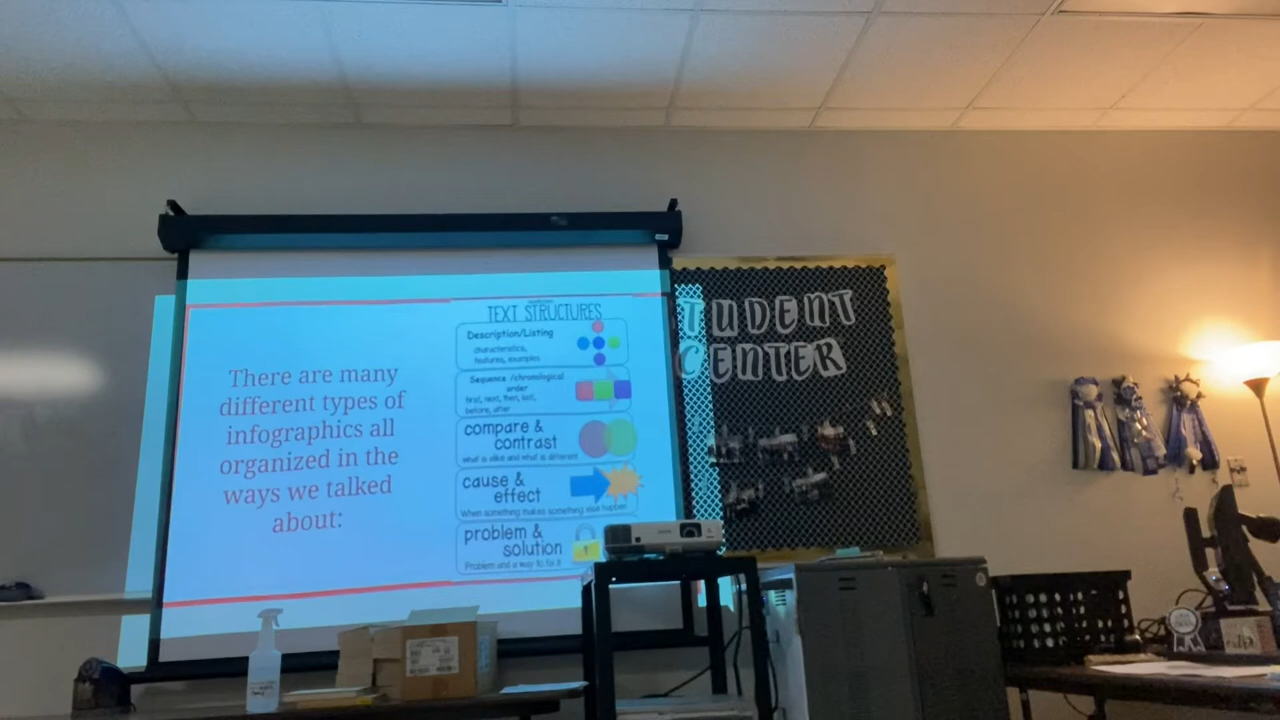 There are many
different types of
infographics all
organized in the
ways we talked
about:
TEXT STRUCTURES
Description/Listing
characteristics,
features, examples
Sequence /chronological
order
first, next, then, last,
before, after
compare &
contrast
what is alike and what is different
cause &
effect
When something makes something else happen
problem &
solution
Problem and a way to fix it
STUDENT
CENTER